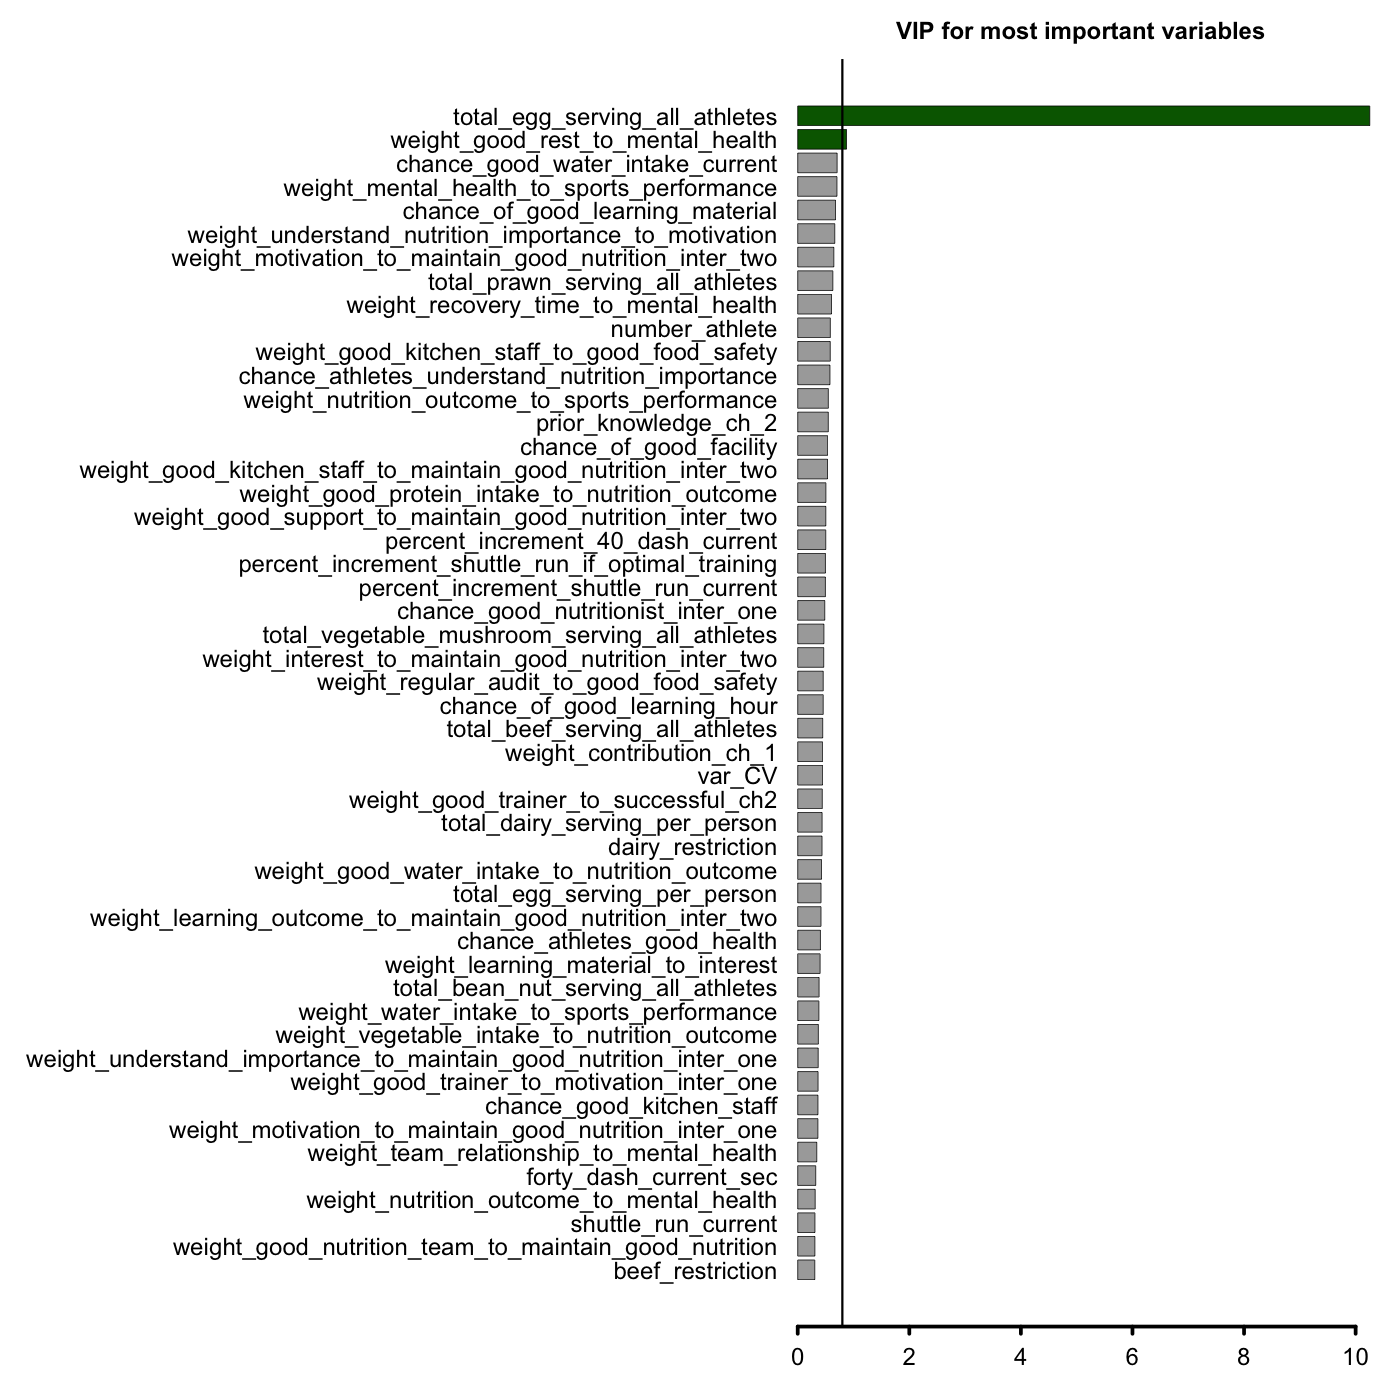 VIP for most important variables
total_egg_serving_all_athletes
weight_good_rest_to_mental_health
chance_good_water_intake_current
weight_mental_health_to_sports_performance
chance_of_good_learning_material
weight_understand_nutrition_importance_to_motivation
weight_motivation_to_maintain_good_nutrition_inter_two
total_prawn_serving_all_athletes
weight_recovery_time_to_mental_health
number_athlete
weight_good_kitchen_staff_to_good_food_safety
chance_athletes_understand_nutrition_importance
weight_nutrition_outcome_to_sports_performance
prior_knowledge_ch_2
chance_of_good_facility
weight_good_kitchen_staff_to_maintain_good_nutrition_inter_two
weight_good_protein_intake_to_nutrition_outcome
weight_good_support_to_maintain_good_nutrition_inter_two
percent_increment_40_dash_current
percent_increment_shuttle_run_if_optimal_training
percent_increment_shuttle_run_current
chance_good_nutritionist_inter_one
total_vegetable_mushroom_serving_all_athletes
weight_interest_to_maintain_good_nutrition_inter_two
weight_regular_audit_to_good_food_safety
chance_of_good_learning_hour
total_beef_serving_all_athletes
weight_contribution_ch_1
var_CV
weight_good_trainer_to_successful_ch2
total_dairy_serving_per_person
dairy_restriction
weight_good_water_intake_to_nutrition_outcome
total_egg_serving_per_person
weight_learning_outcome_to_maintain_good_nutrition_inter_two
chance_athletes_good_health
weight_learning_material_to_interest
total_bean_nut_serving_all_athletes
weight_water_intake_to_sports_performance
weight_vegetable_intake_to_nutrition_outcome
weight_understand_importance_to_maintain_good_nutrition_inter_one
weight_good_trainer_to_motivation_inter_one
chance_good_kitchen_staff
weight_motivation_to_maintain_good_nutrition_inter_one
weight_team_relationship_to_mental_health
forty_dash_current_sec
weight_nutrition_outcome_to_mental_health
shuttle_run_current
weight_good_nutrition_team_to_maintain_good_nutrition
beef_restriction
0 2 4 6 8 10